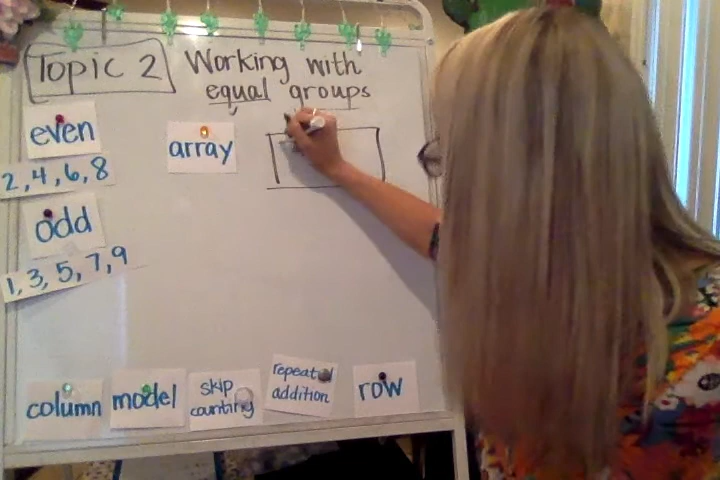 Topic 2
Working with
equal groups
even
array
2, 4, 6, 8
odd
1, 3, 5, 7, 9
column
model
skip
counting
repeated
addition
row